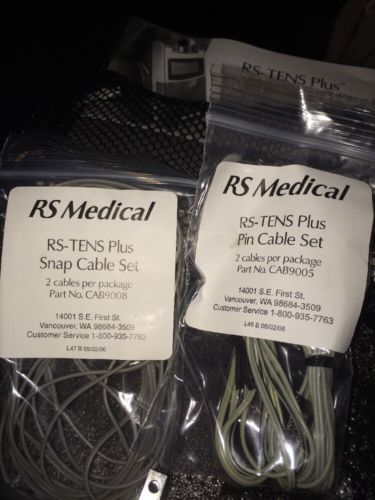 RS-TENS Plus™
RS Medical
RS-TENS Plus
Snap Cable Set
2 cables per package
Part No. CAB9008
14001 S.E. First St.
Vancouver, WA 98684-3509
Customer Service 1-800-935-7763
L47 B 05/02/06
RS Medical
RS-TENS Plus
Pin Cable Set
2 cables per package
Part No. CAB9005
14001 S.E. First St.
Vancouver, WA 98684-3509
Customer Service 1-800-935-7763
L48 B 05/02/06